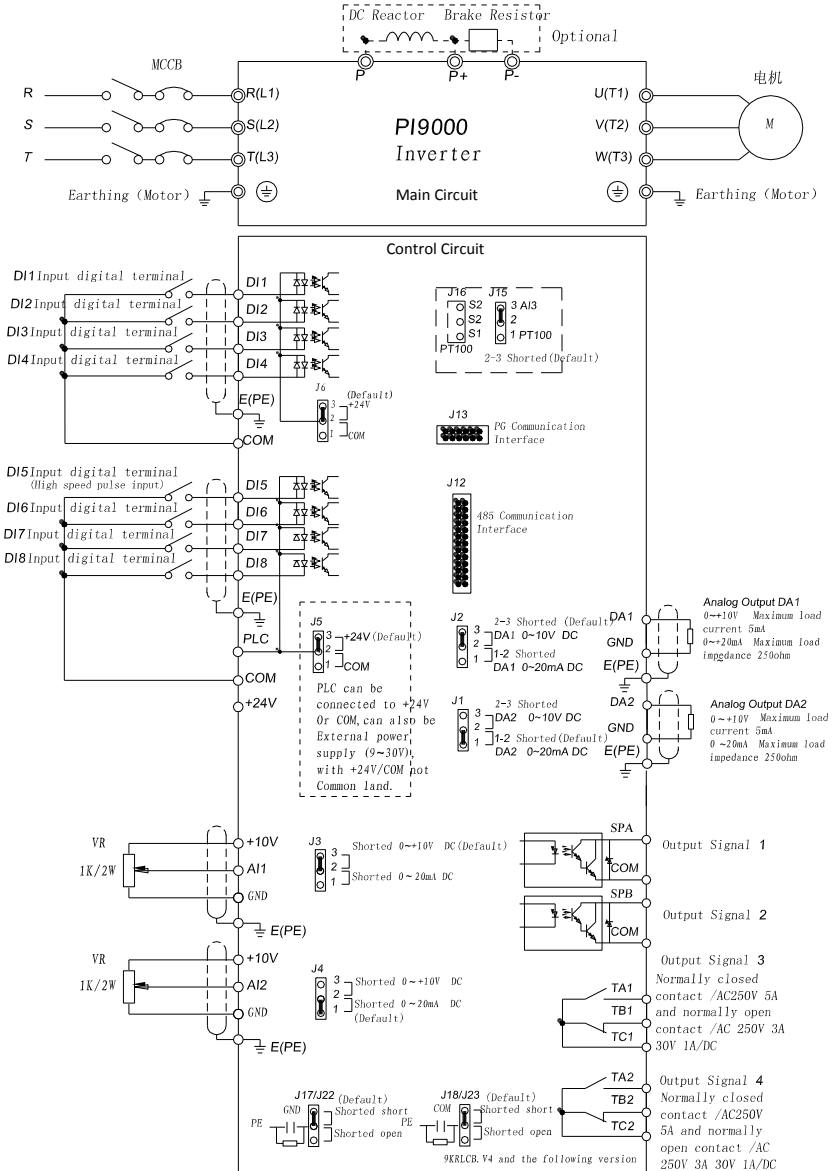 DC Reactor Brake Resistor
Optional
P P+ P-
MCCB
R
S
T
R(L1)
S(L2)
T(L3)
PI9000
Inverter
Main Circuit
U(T1)
V(T2)
W(T3)
电机
M
Earthing (Motor)
Earthing (Motor)
Control Circuit
DI1 Input digital terminal
DI2 Input digital terminal
DI3 Input digital terminal
DI4 Input digital terminal
DI1
DI2
DI3
DI4
E(PE)
COM
J6
(Default)
3
+24V
2
1
COM
J16 J15
S2
S2
S1
PT100
3 AI3
2
1 PT100
2-3 Shorted(Default)
J13
PG Communication
Interface
DI5 Input digital terminal
(High speed pulse input)
DI6 Input digital terminal
DI7 Input digital terminal
DI8 Input digital terminal
DI5
DI6
DI7
DI8
E(PE)
PLC
COM
+24V
J12
485 Communication
Interface
J5
3
+24V(Default)
2
1
COM
PLC can be
connected to +24V
Or COM,can also be
External power
supply (9~30V),
with +24V/COM not
Common land.
J2
3
2
1
2-3 Shorted (Default)
DA1 0~10V DC
1-2 Shorted
DA1 0~20mA DC
J1
3
2
1
2-3 Shorted
DA2 0~10V DC
1-2 Shorted(Default)
DA2 0~20mA DC
DA1
GND
E(PE)
DA2
GND
E(PE)
Analog Output DA1
0~+10V Maximum load
current 5mA
0~+20mA Maximum load
impedance 250ohm
Analog Output DA2
0~+10V Maximum load
current 5mA
0~20mA Maximum load
impedance 250ohm
VR
1K/2W
+10V
AI1
GND
E(PE)
J3
3
2
1
Shorted 0~+10V DC(Default)
Shorted 0~20mA DC
VR
1K/2W
+10V
AI2
GND
E(PE)
J4
3
2
1
Shorted 0~+10V DC
Shorted 0~20mA DC
(Default)
SPA
COM
Output Signal 1
SPB
COM
Output Signal 2
TA1
TB1
TC1
Output Signal 3
Normally closed
contact /AC250V 5A
and normally open
contact /AC 250V 3A
30V 1A/DC
TA2
TB2
TC2
Output Signal 4
Normally closed
contact /AC250V
5A and normally
open contact /AC
250V 3A 30V 1A/DC
J17/J22
(Default)
GND
Shorted short
PE
Shorted open
J18/J23
(Default)
COM
Shorted short
PE
Shorted open
9KRLCB.V4 and the following version